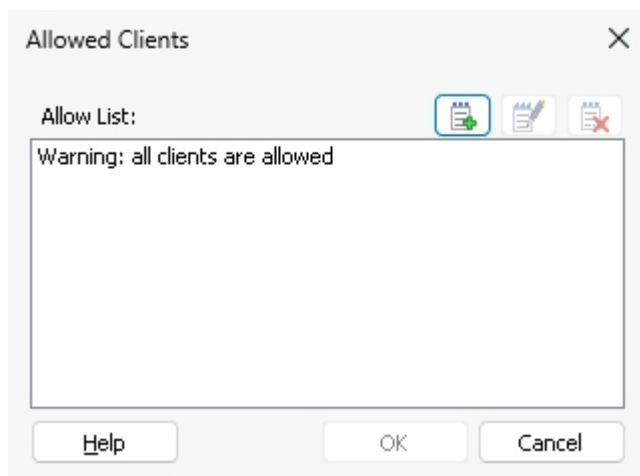 Allowed Clients
Allow List:
Warning: all clients are allowed
Help
OK
Cancel